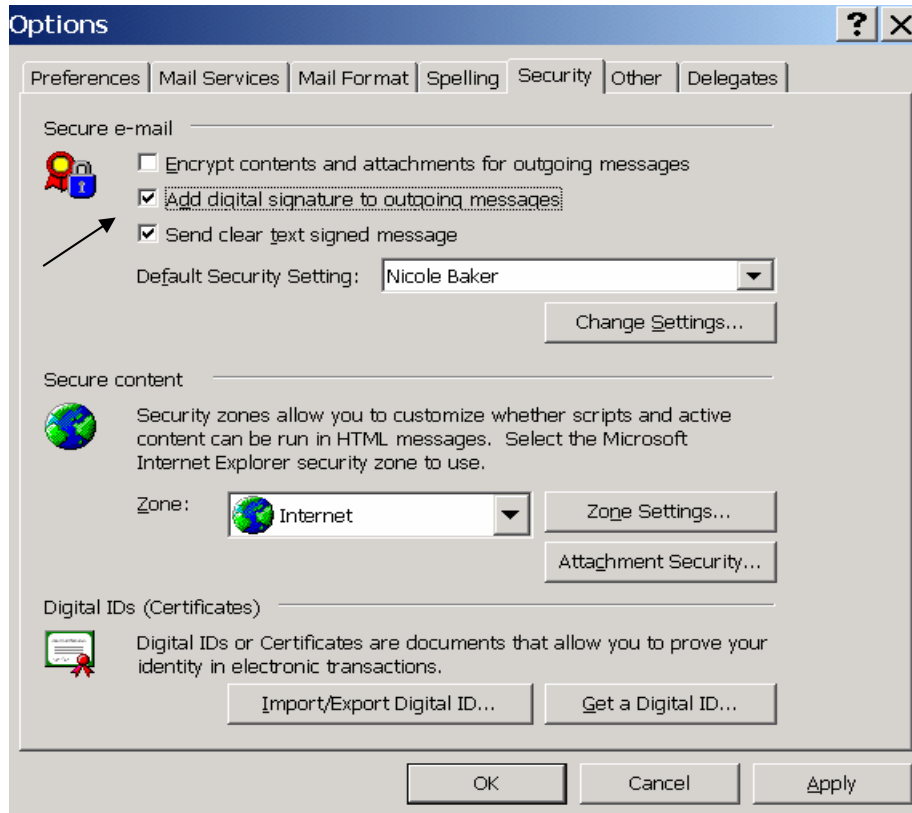 Options
Preferences Mail Services Mail Format Spelling Security Other Delegates
Secure e-mail
Encrypt contents and attachments for outgoing messages
Add digital signature to outgoing messages
Send clear text signed message
Default Security Setting: Nicole Baker
Change Settings...
Secure content
Security zones allow you to customize whether scripts and active
content can be run in HTML messages. Select the Microsoft
Internet Explorer security zone to use.
Zone: Internet Zone Settings...
Attachment Security...
Digital IDs (Certificates)
Digital IDs or Certificates are documents that allow you to prove your
identity in electronic transactions.
Import/Export Digital ID... Get a Digital ID...
OK Cancel Apply